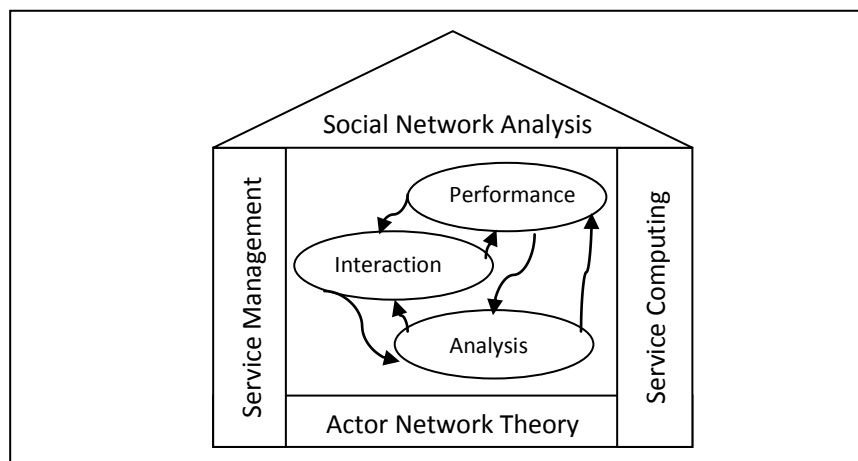 Social Network Analysis
Service Management
Performance
Interaction
Analysis
Service Computing
Actor Network Theory